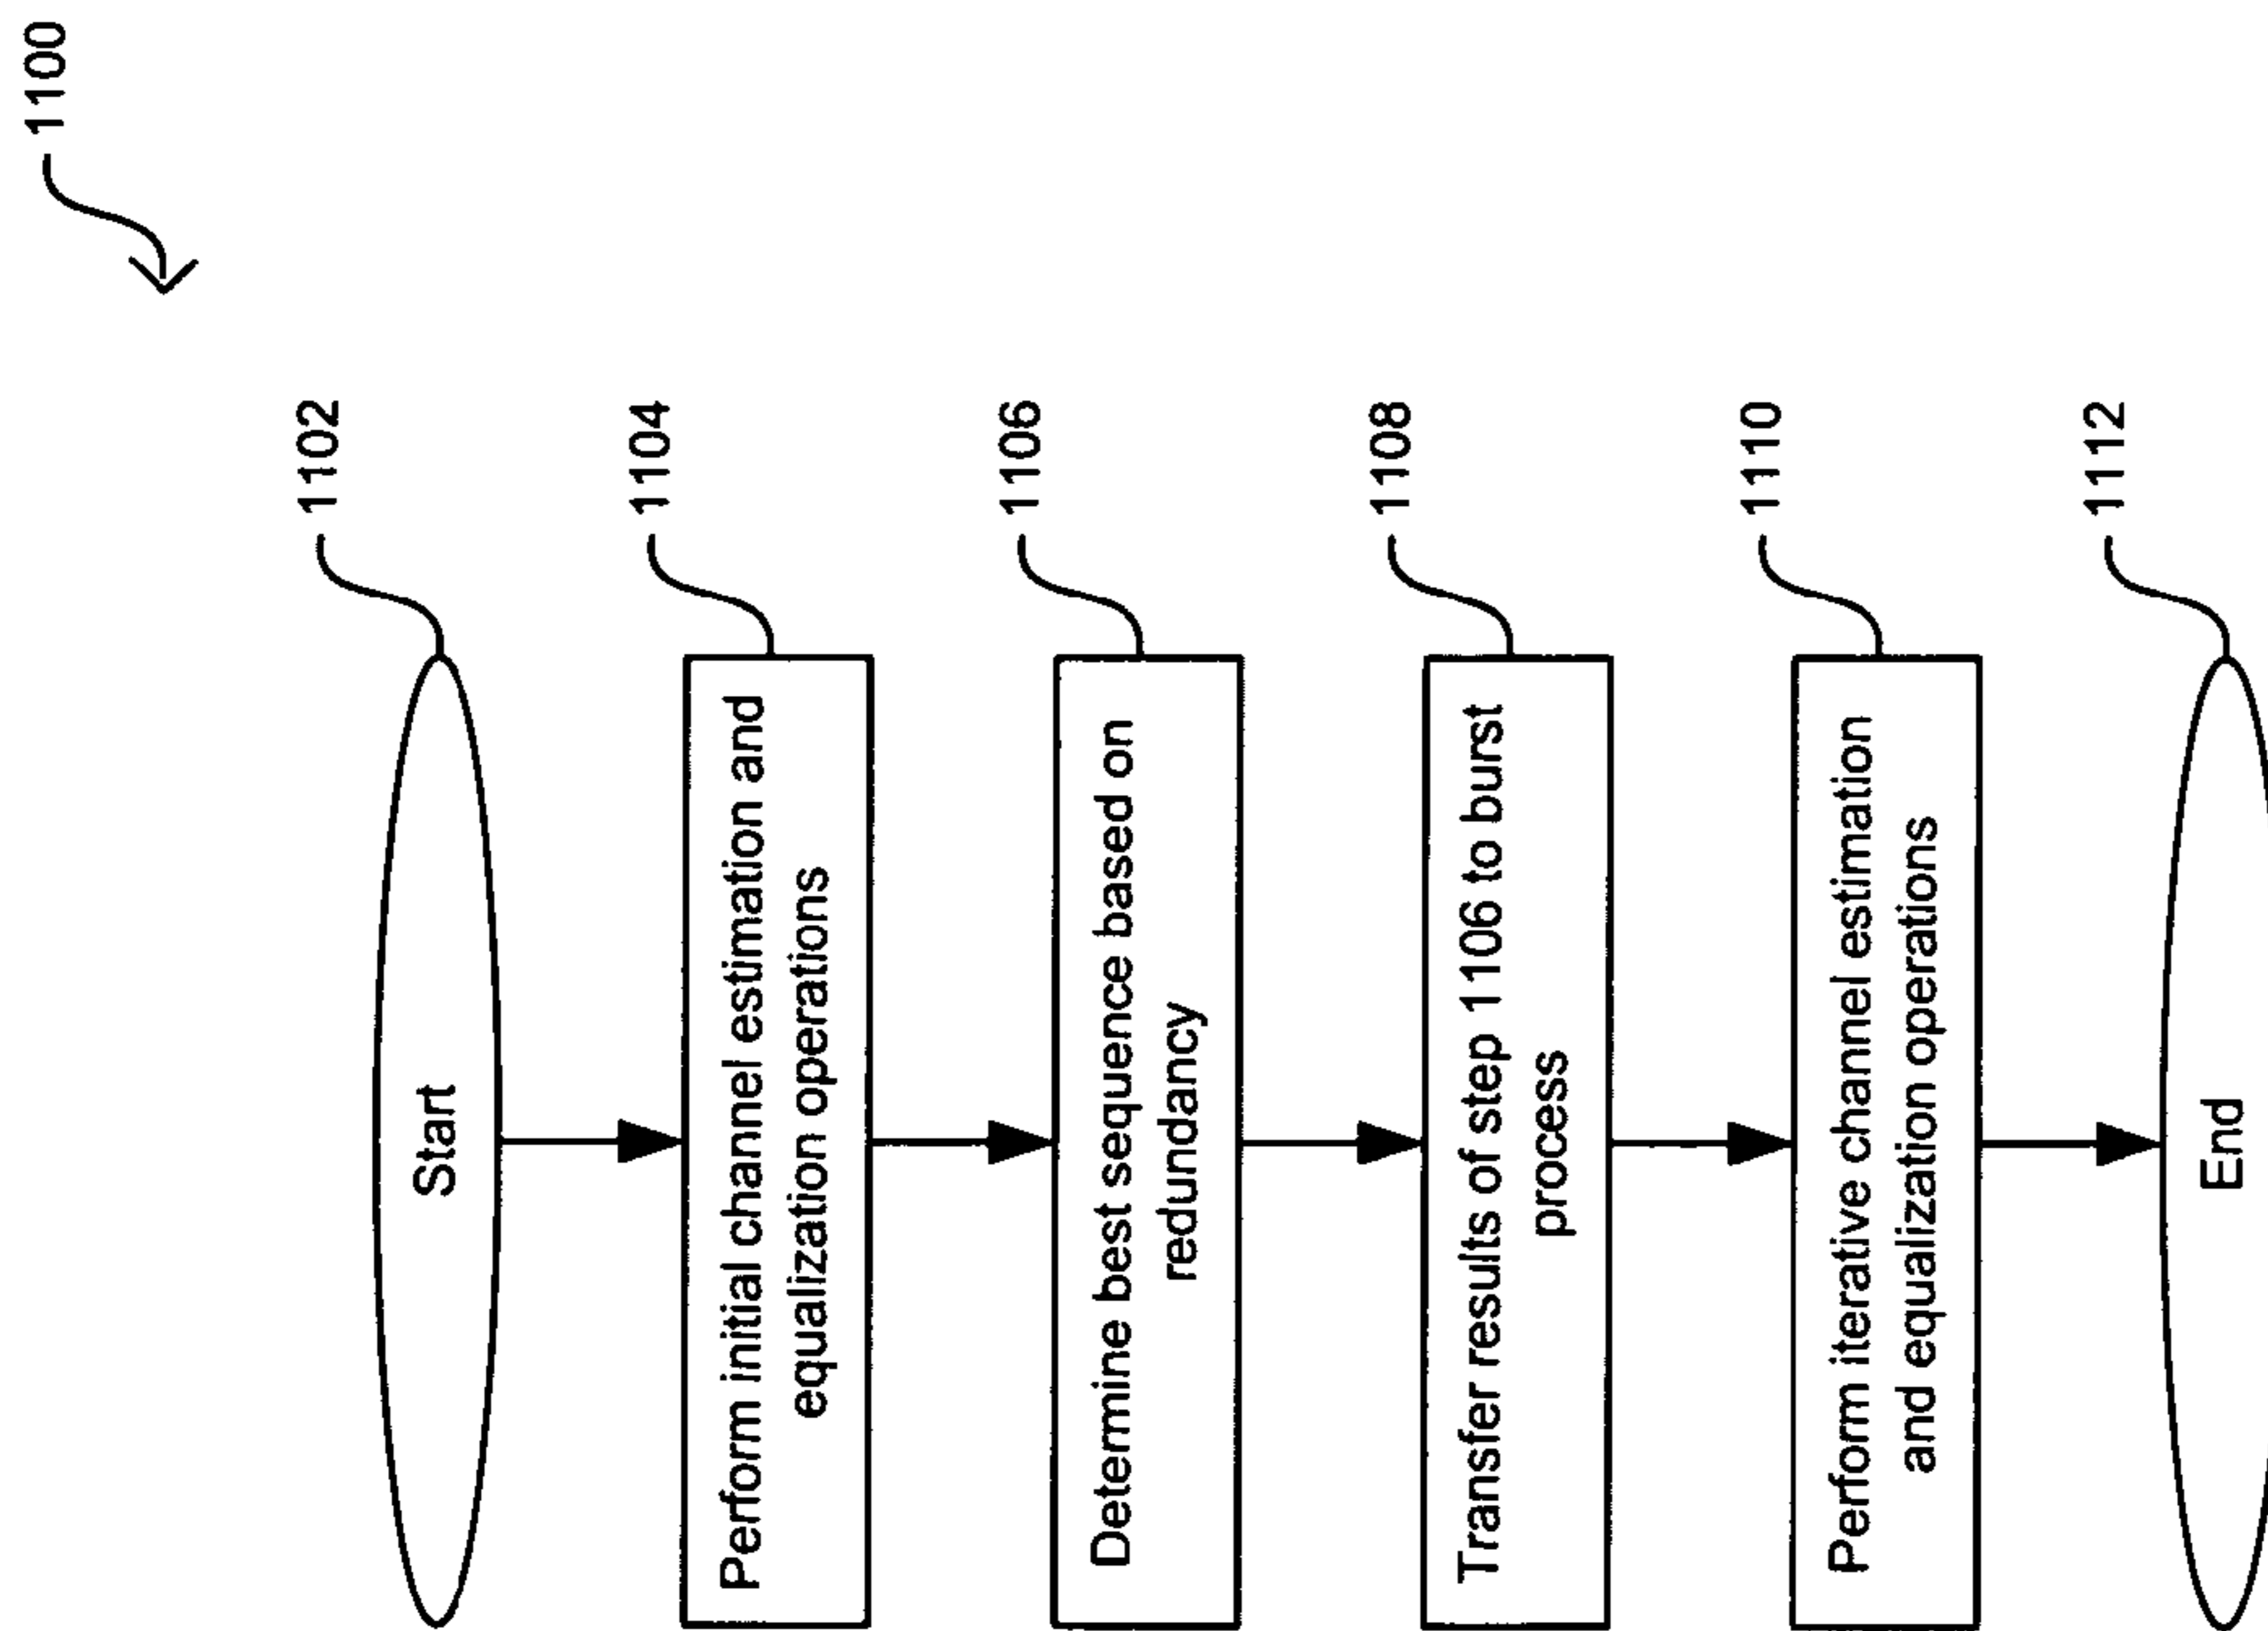 1100
1102
Start
1104
Perform initial channel estimation and
equalization operations
1106
Determine best sequence based on
redundancy
1108
Transfer results of step 1106 to burst
process
1110
Perform iterative channel estimation
and equalization operations
1112
End